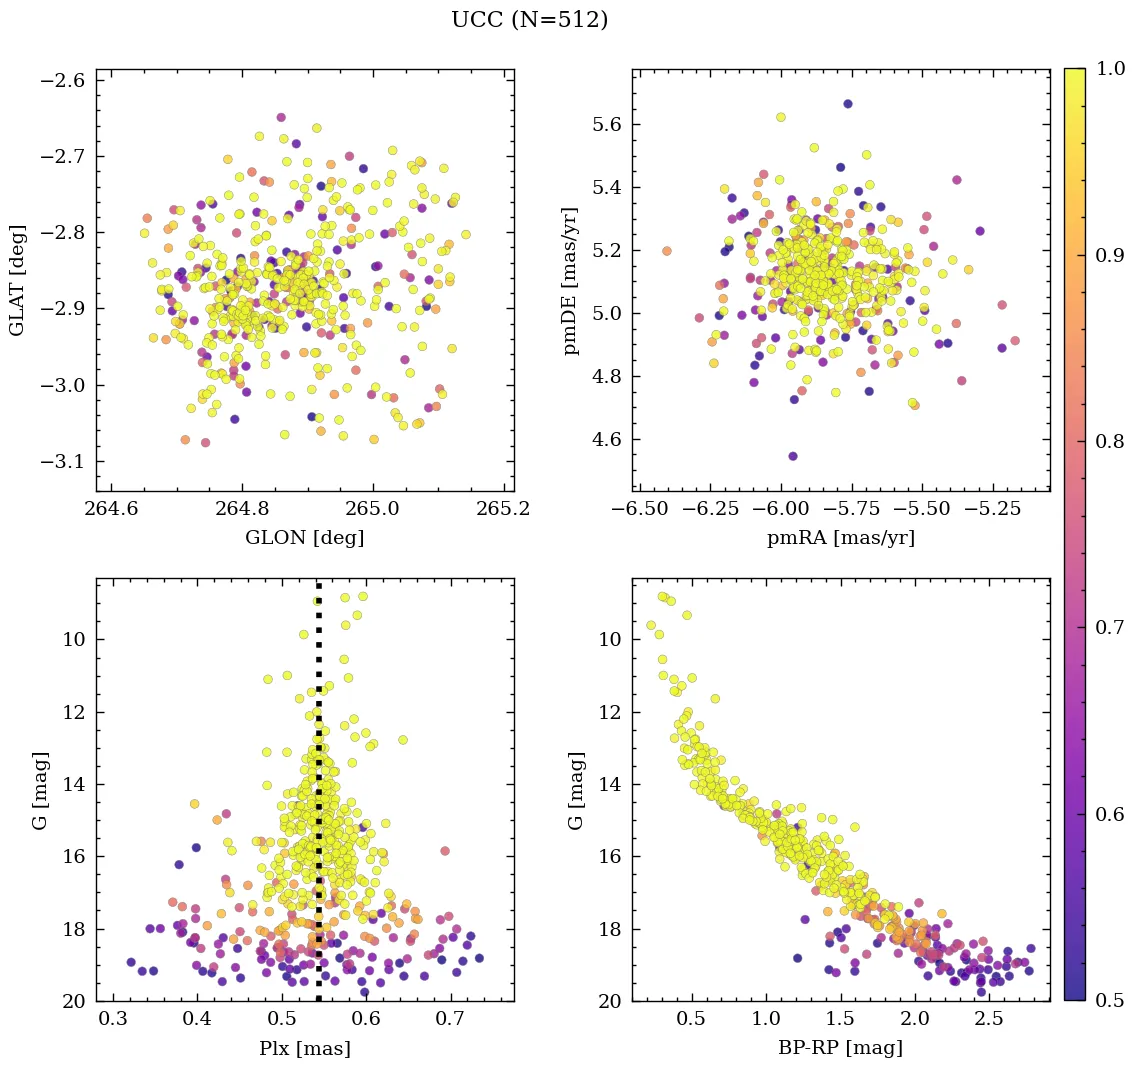 UCC (N=512)
−2.6
−2.7
−2.8
−2.9
−3.0
−3.1
GLAT [deg]
264.6 264.8 265.0 265.2
GLON [deg]
5.6
5.4
5.2
5.0
4.8
4.6
pmDE [mas/yr]
−6.50 −6.25 −6.00 −5.75 −5.50 −5.25
pmRA [mas/yr]
10
12
14
16
18
20
G [mag]
0.3 0.4 0.5 0.6 0.7
Plx [mas]
10
12
14
16
18
20
G [mag]
0.5 1.0 1.5 2.0 2.5
BP-RP [mag]
1.0
0.9
0.8
0.7
0.6
0.5